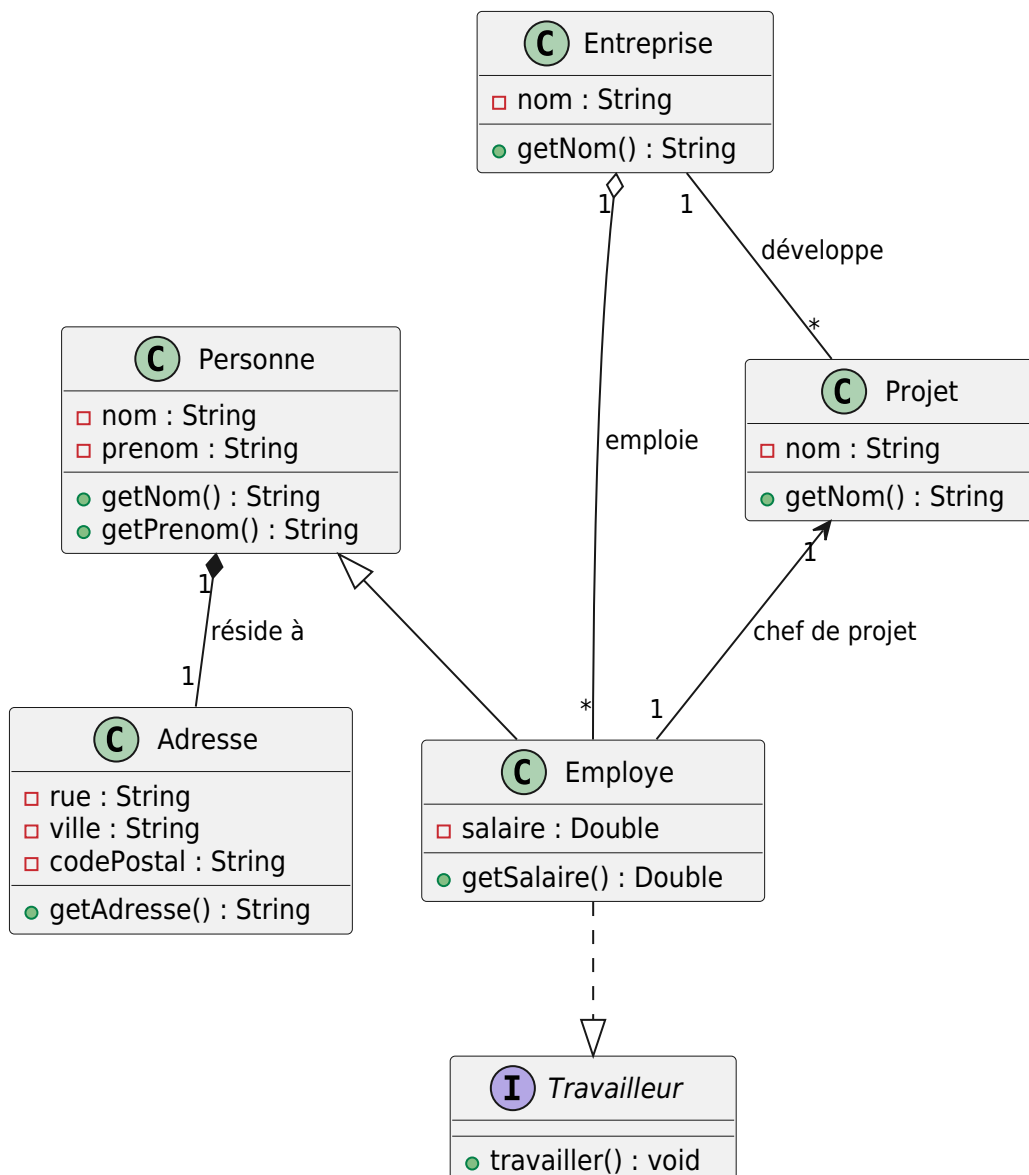 C Entreprise
nom : String
getNom() : String
1
1
développe
*
C Personne
nom : String
prenom : String
getNom() : String
getPrenom() : String
emploie
C Projet
nom : String
getNom() : String
1
réside à
1
1
chef de projet
*
1
C Adresse
rue : String
ville : String
codePostal : String
getAdresse() : String
C Employe
salaire : Double
getSalaire() : Double
I Travailleur
travailler() : void